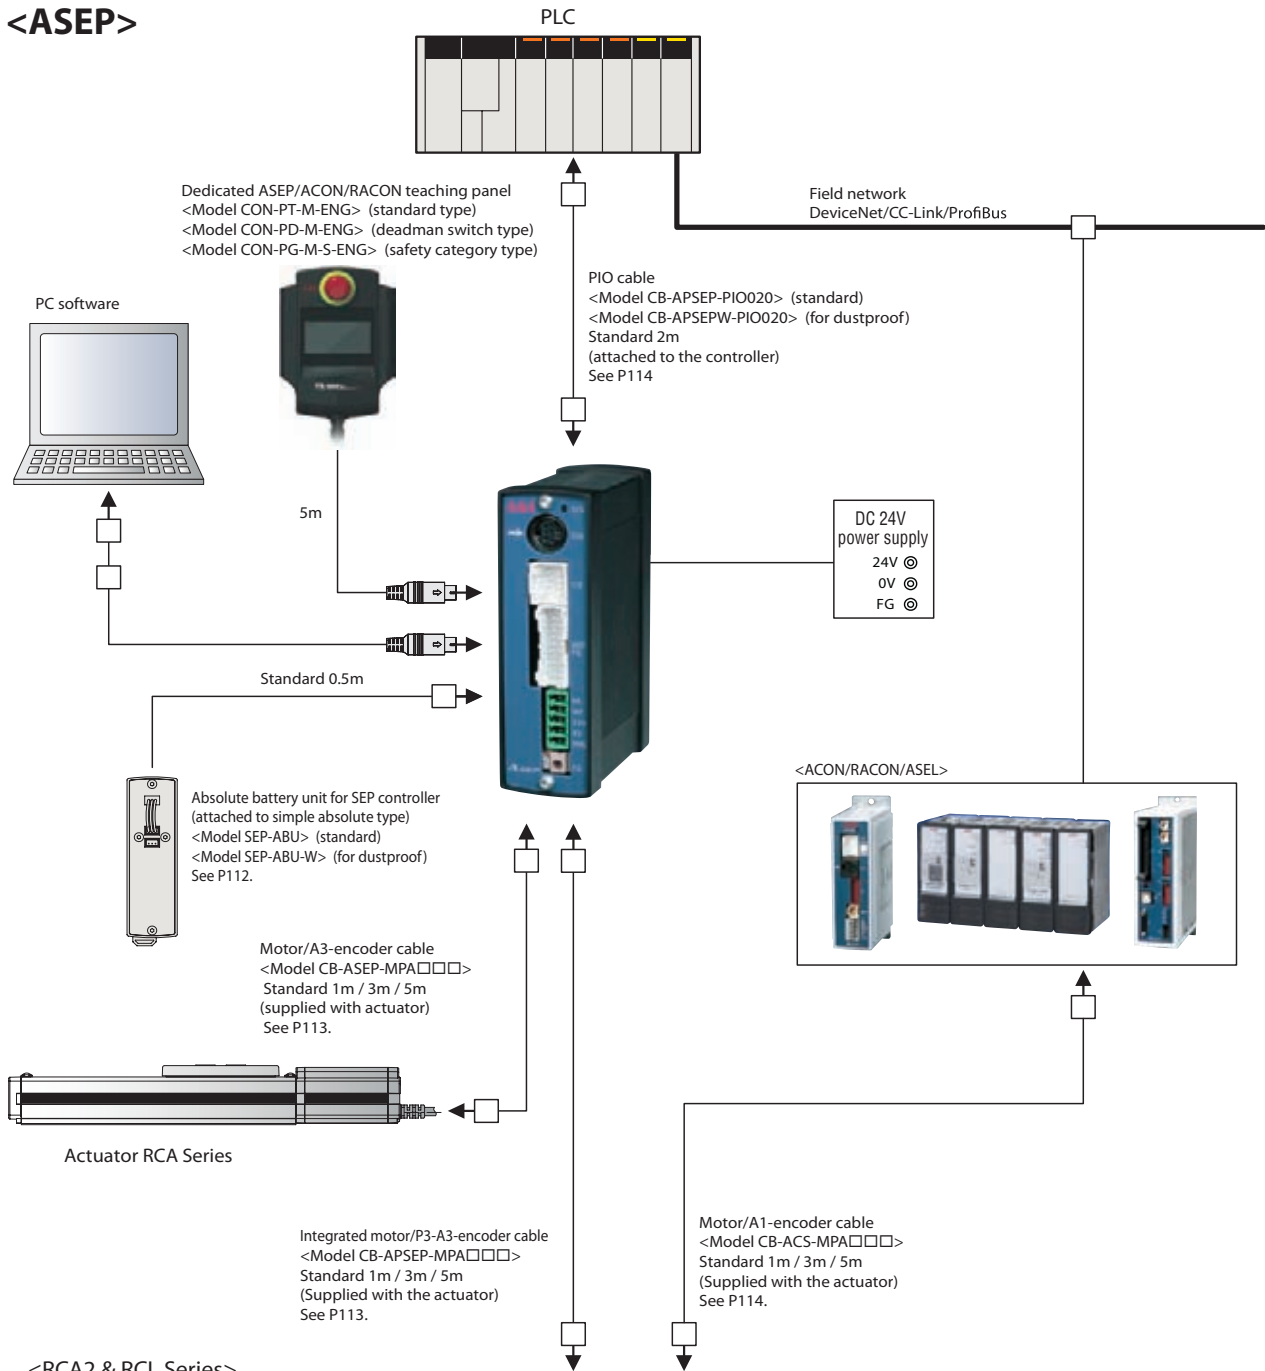 <ASEP>
PLC
Dedicated ASEP/ACON/RACON teaching panel
<Model CON-PT-M-ENG> (standard type)
<Model CON-PD-M-ENG> (deadman switch type)
<Model CON-PG-M-S-ENG> (safety category type)
Field network
DeviceNet/CC-Link/ProfiBus
PIO cable
<Model CB-APSEP-PIO020> (standard)
<Model CB-APSEPW-PIO020> (for dustproof)
Standard 2m
(attached to the controller)
See P114
PC software
5m
DC 24V
power supply
24V
0V
FG
Standard 0.5m
Absolute battery unit for SEP controller
(attached to simple absolute type)
<Model SEP-ABU> (standard)
<Model SEP-ABU-W> (for dustproof)
See P112.
<ACON/RACON/ASEL>
Motor/A3-encoder cable
<Model CB-ASEP-MPA□□□>
Standard 1m / 3m / 5m
(supplied with actuator)
See P113.
Actuator RCA Series
Integrated motor/P3-A3-encoder cable
<Model CB-APSEP-MPA□□□>
Standard 1m / 3m / 5m
(Supplied with the actuator)
See P113.
Motor/A1-encoder cable
<Model CB-ACS-MPA□□□>
Standard 1m / 3m / 5m
(Supplied with the actuator)
See P114.
<RCA2 & RCL Series>